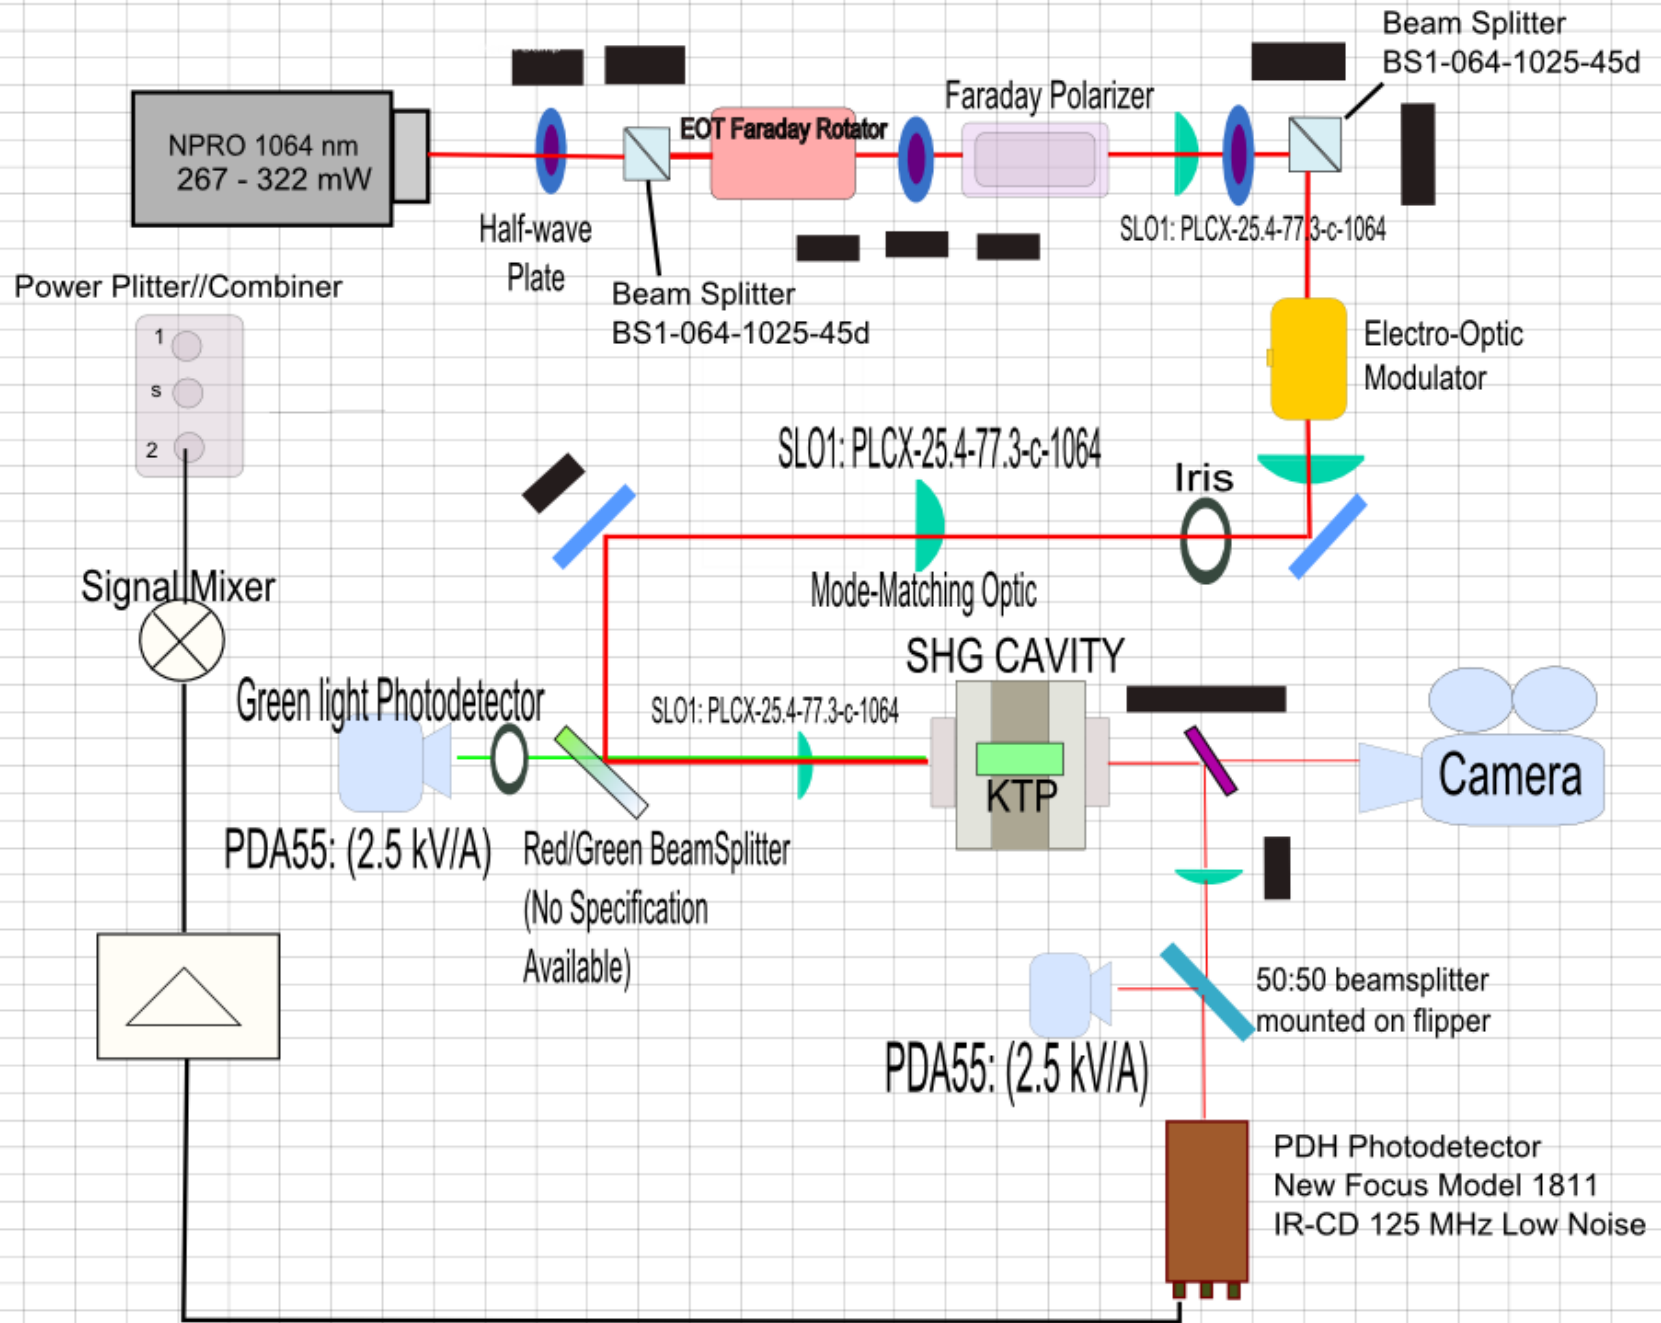 Beam Splitter
BS1-064-1025-45d
Faraday Polarizer
EOT Faraday Rotator
NPRO 1064 nm
267 - 322 mW
Half-wave
Plate
SLO1: PLCX-25.4-77.3-c-1064
Beam Splitter
BS1-064-1025-45d
Power Plitter//Combiner
1
s
2
Electro-Optic
Modulator
SLO1: PLCX-25.4-77.3-c-1064
Iris
Mode-Matching Optic
Signal Mixer
SHG CAVITY
Green light Photodetector
SLO1: PLCX-25.4-77.3-c-1064
KTP
Camera
PDA55: (2.5 kV/A)
Red/Green BeamSplitter
(No Specification
Available)
50:50 beamsplitter
mounted on flipper
PDA55: (2.5 kV/A)
PDH Photodetector
New Focus Model 1811
IR-CD 125 MHz Low Noise